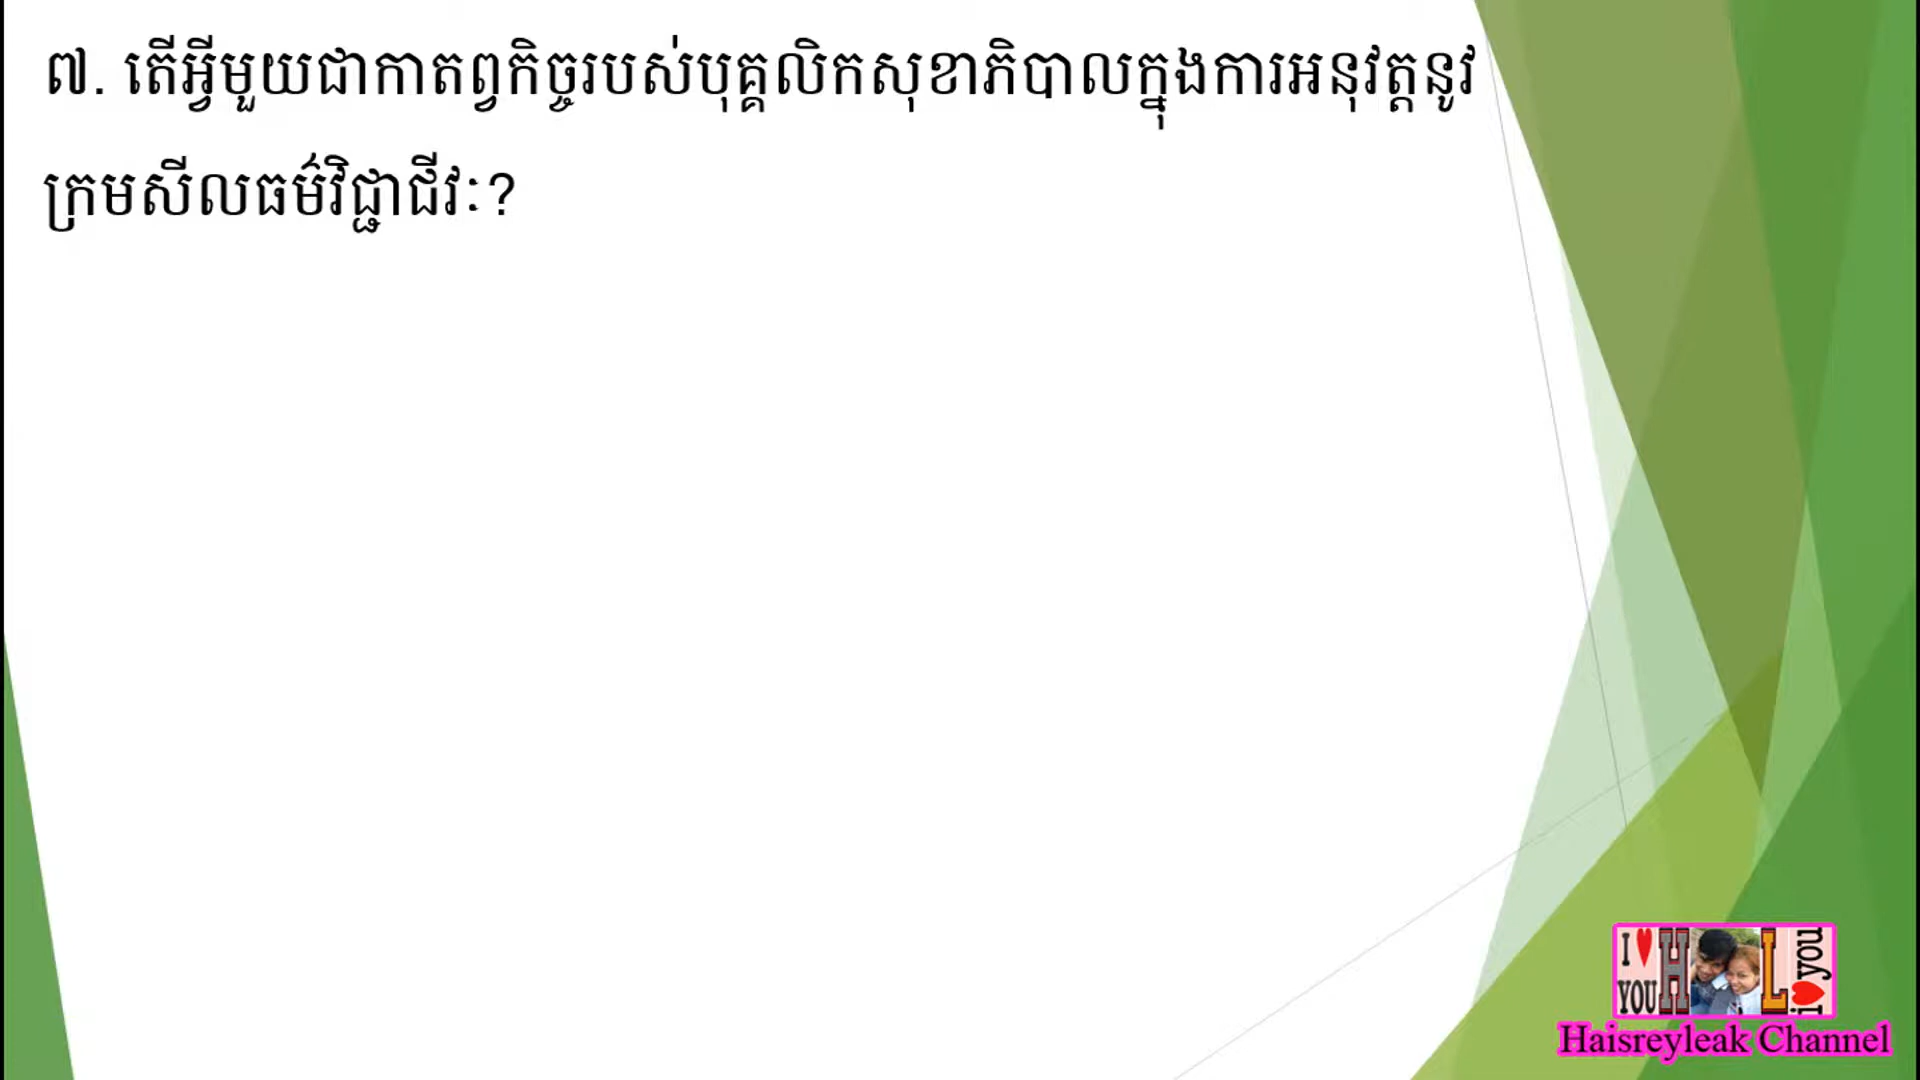 ៧. តើអ្វីមួយជាកាតព្វកិច្ចរបស់បុគ្គលិកសុខាភិបាលក្នុងការអនុវត្តនូវ
ក្រមសីលធម៌វិជ្ជាជីវៈ?
I ♥ YOU H L i ♥ you
Haisreyleak Channel